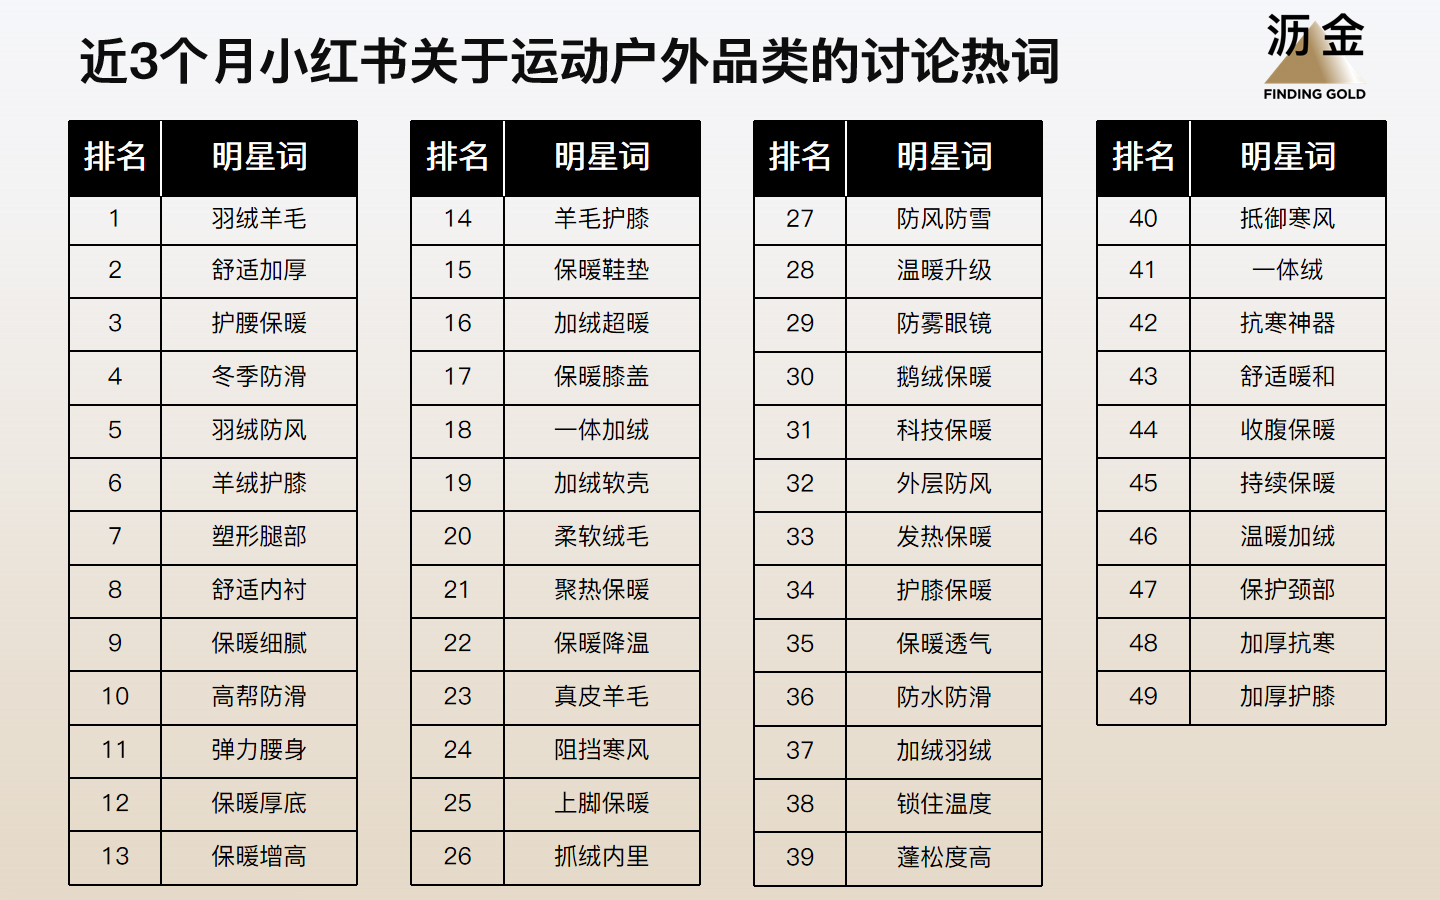 近3个月小红书关于运动户外品类的讨论热词
沥金
FINDING GOLD
排名 明星词
1 羽绒羊毛
2 舒适加厚
3 护腰保暖
4 冬季防滑
5 羽绒防风
6 羊绒护膝
7 塑形腿部
8 舒适内衬
9 保暖细腻
10 高帮防滑
11 弹力腰身
12 保暖厚底
13 保暖增高
排名 明星词
14 羊毛护膝
15 保暖鞋垫
16 加绒超暖
17 保暖膝盖
18 一体加绒
19 加绒软壳
20 柔软绒毛
21 聚热保暖
22 保暖降温
23 真皮羊毛
24 阻挡寒风
25 上脚保暖
26 抓绒内里
排名 明星词
27 防风防雪
28 温暖升级
29 防雾眼镜
30 鹅绒保暖
31 科技保暖
32 外层防风
33 发热保暖
34 护膝保暖
35 保暖透气
36 防水防滑
37 加绒羽绒
38 锁住温度
39 蓬松度高
排名 明星词
40 抵御寒风
41 一体绒
42 抗寒神器
43 舒适暖和
44 收腹保暖
45 持续保暖
46 温暖加绒
47 保护颈部
48 加厚抗寒
49 加厚护膝